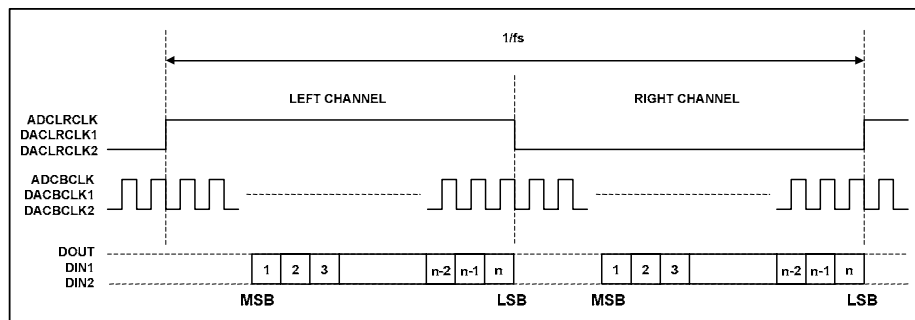 1/fs
LEFT CHANNEL RIGHT CHANNEL
ADCLRCLK
DACLRCLK1
DACLRCLK2
ADCBCLK
DACBCLK1
DACBCLK2
DOUT
DIN1
DIN2
1 2 3 n-2 n-1 n 1 2 3 n-2 n-1 n
MSB LSB MSB LSB